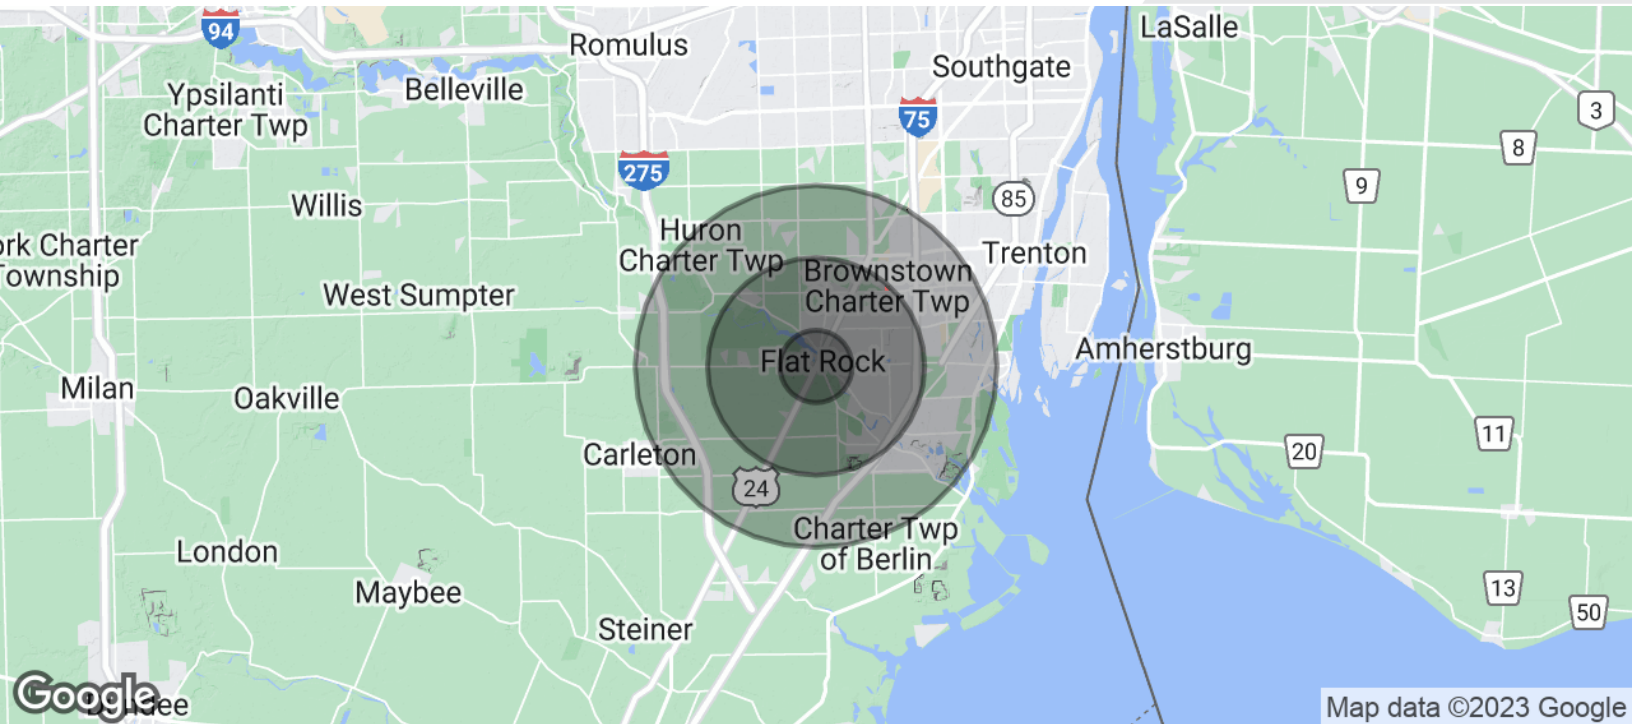 94
Romulus
LaSalle
Southgate
Ypsilanti
Charter Twp
Belleville
75
3
8
275
9
85
Willis
Huron
Charter Twp
Trenton
ork Charter
Township
Brownstown
Charter Twp
West Sumpter
Amherstburg
Flat Rock
Milan
Oakville
11
Carleton
20
24
Charter Twp
of Berlin
London
Maybee
13
50
Steiner
Google
Dundee
Map data ©2023 Google